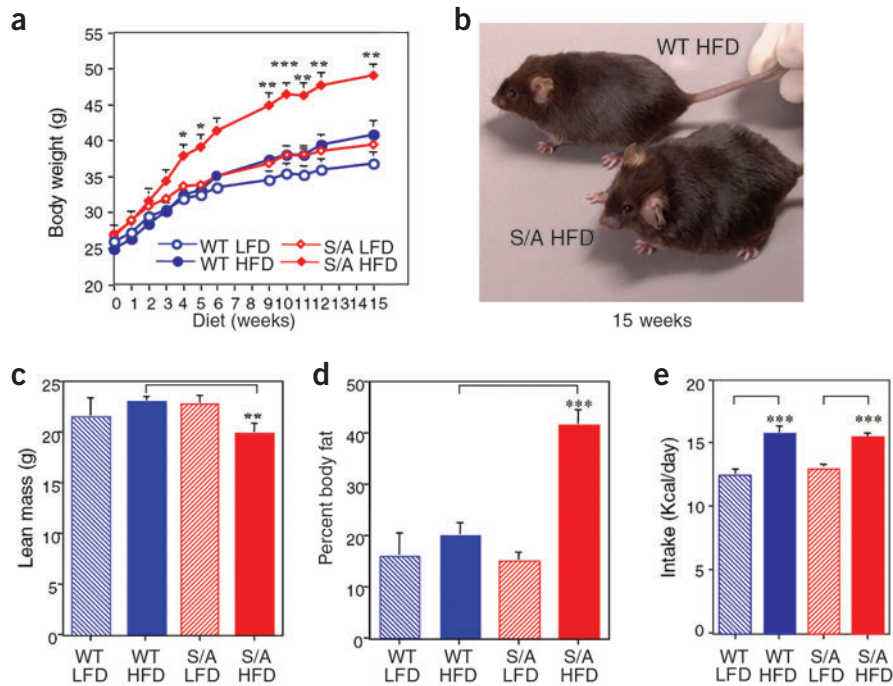 a
Body weight (g)
55
50
45
40
35
30
25
20
** *** ** ** **
* *
WT LFD S/A LFD
WT HFD S/A HFD
0 1 2 3 4 5 6 7 8 9 10 11 12 13 14 15
Diet (weeks)
b
WT HFD
S/A HFD
15 weeks
c
Lean mass (g)
25
20
15
10
5
0
**
WT LFD
WT HFD
S/A LFD
S/A HFD
d
Percent body fat
50
40
30
20
10
0
***
WT LFD
WT HFD
S/A LFD
S/A HFD
e
Intake (Kcal/day)
20
15
10
5
0
*** ***
WT LFD
WT HFD
S/A LFD
S/A HFD